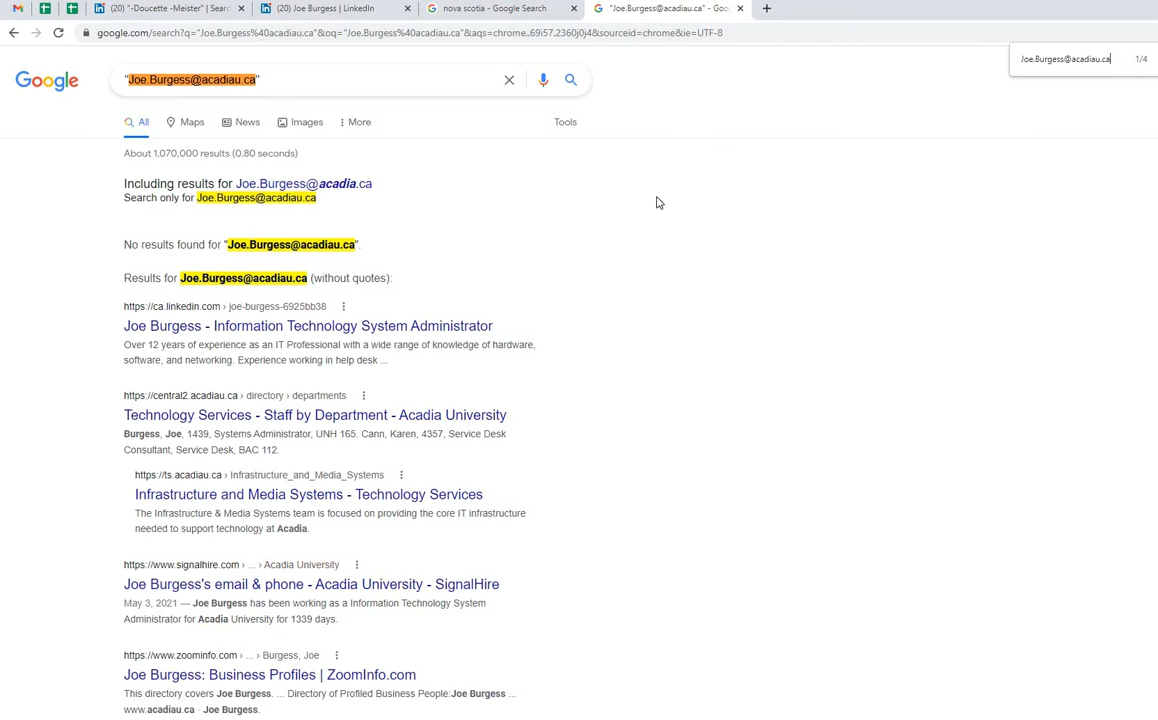 (20) "-Doucette -Meister" | Searc
(20) Joe Burgess | LinkedIn
nova scotia - Google Search
"Joe.Burgess@acadiau.ca" - Goo
google.com/search?q="Joe.Burgess%40acadiau.ca"&oq="Joe.Burgess%40acadiau.ca"&aqs=chrome..69i57.2360j0j4&sourceid=chrome&ie=UTF-8
Joe.Burgess@acadiau.ca 1/4
Google
"Joe.Burgess@acadiau.ca"
All Maps News Images More Tools
About 1,070,000 results (0.80 seconds)
Including results for Joe.Burgess@acadia.ca
Search only for Joe.Burgess@acadiau.ca
No results found for "Joe.Burgess@acadiau.ca".
Results for Joe.Burgess@acadiau.ca (without quotes):
https://ca.linkedin.com › joe-burgess-6925bb38
Joe Burgess - Information Technology System Administrator
Over 12 years of experience as an IT Professional with a wide range of knowledge of hardware,
software, and networking. Experience working in help desk ...
https://central2.acadiau.ca › directory › departments
Technology Services - Staff by Department - Acadia University
Burgess, Joe, 1439, Systems Administrator, UNH 165. Cann, Karen, 4357, Service Desk
Consultant, Service Desk, BAC 112.
https://ts.acadiau.ca › Infrastructure_and_Media_Systems
Infrastructure and Media Systems - Technology Services
The Infrastructure & Media Systems team is focused on providing the core IT infrastructure
needed to support technology at Acadia.
https://www.signalhire.com › ... › Acadia University
Joe Burgess's email & phone - Acadia University - SignalHire
May 3, 2021 — Joe Burgess has been working as a Information Technology System
Administrator for Acadia University for 1339 days.
https://www.zoominfo.com › ... › Burgess, Joe
Joe Burgess: Business Profiles | ZoomInfo.com
This directory covers Joe Burgess. ... Directory of Profiled Business People:Joe Burgess ...
www.acadiau.ca · Joe Burgess.